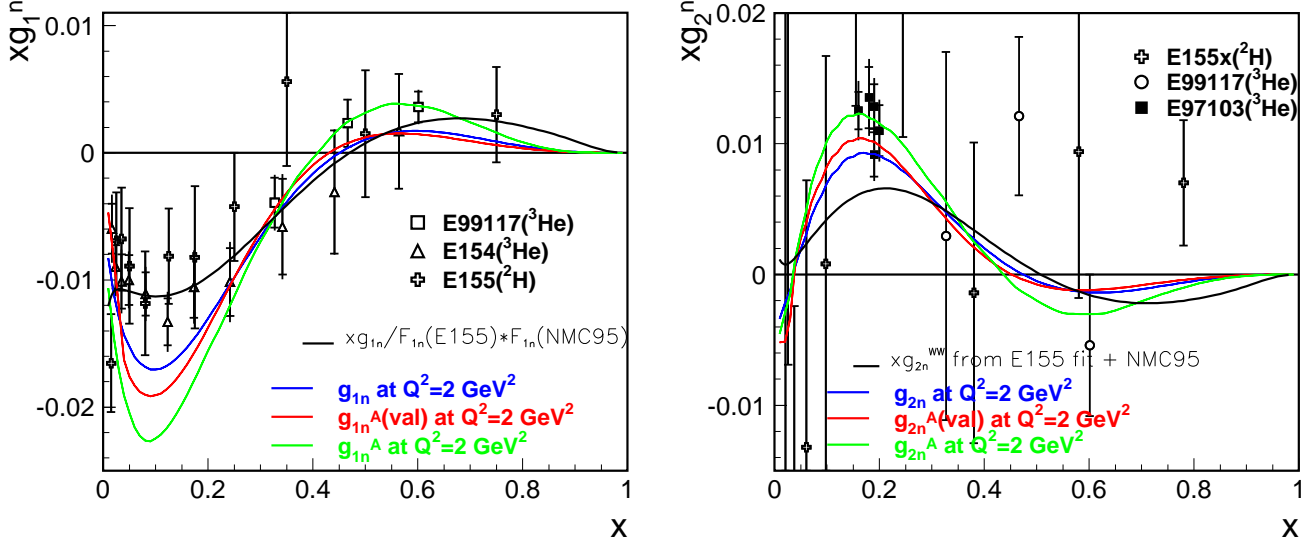 xg₁ⁿ
0.01
0
-0.01
-0.02
E99117(³He)
E154(³He)
E155(²H)
xg₁ₙ/F₁ₙ(E155)*F₁ₙ(NMC95)
g₁ₙ at Q²=2 GeV²
g₁ₙᴬ(val) at Q²=2 GeV²
g₁ₙᴬ at Q²=2 GeV²
0 0.2 0.4 0.6 0.8 1
x
xg₂ⁿ
0.02
0.01
0
-0.01
E155x(²H)
E99117(³He)
E97103(³He)
xg₂ₙᵂᵂ from E155 fit + NMC95
g₂ₙ at Q²=2 GeV²
g₂ₙᴬ(val) at Q²=2 GeV²
g₂ₙᴬ at Q²=2 GeV²
0 0.2 0.4 0.6 0.8 1
x